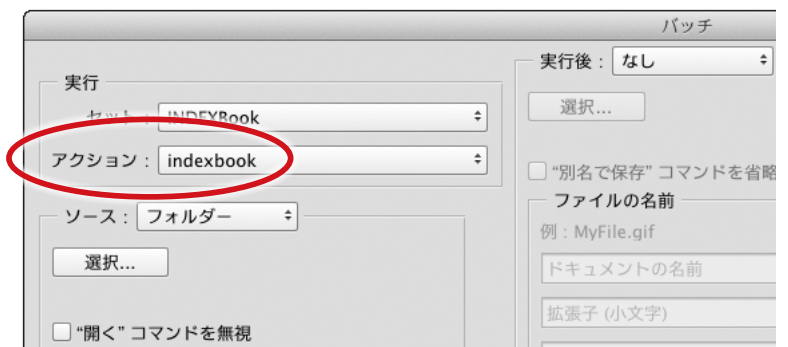 バッチ
実行
セット : INDEXBook
アクション : indexbook
ソース : フォルダー
選択...
“開く” コマンドを無視
実行後 : なし
選択...
“別名で保存” コマンドを省略
ファイルの名前
例 : MyFile.gif
ドキュメントの名前
拡張子 (小文字)